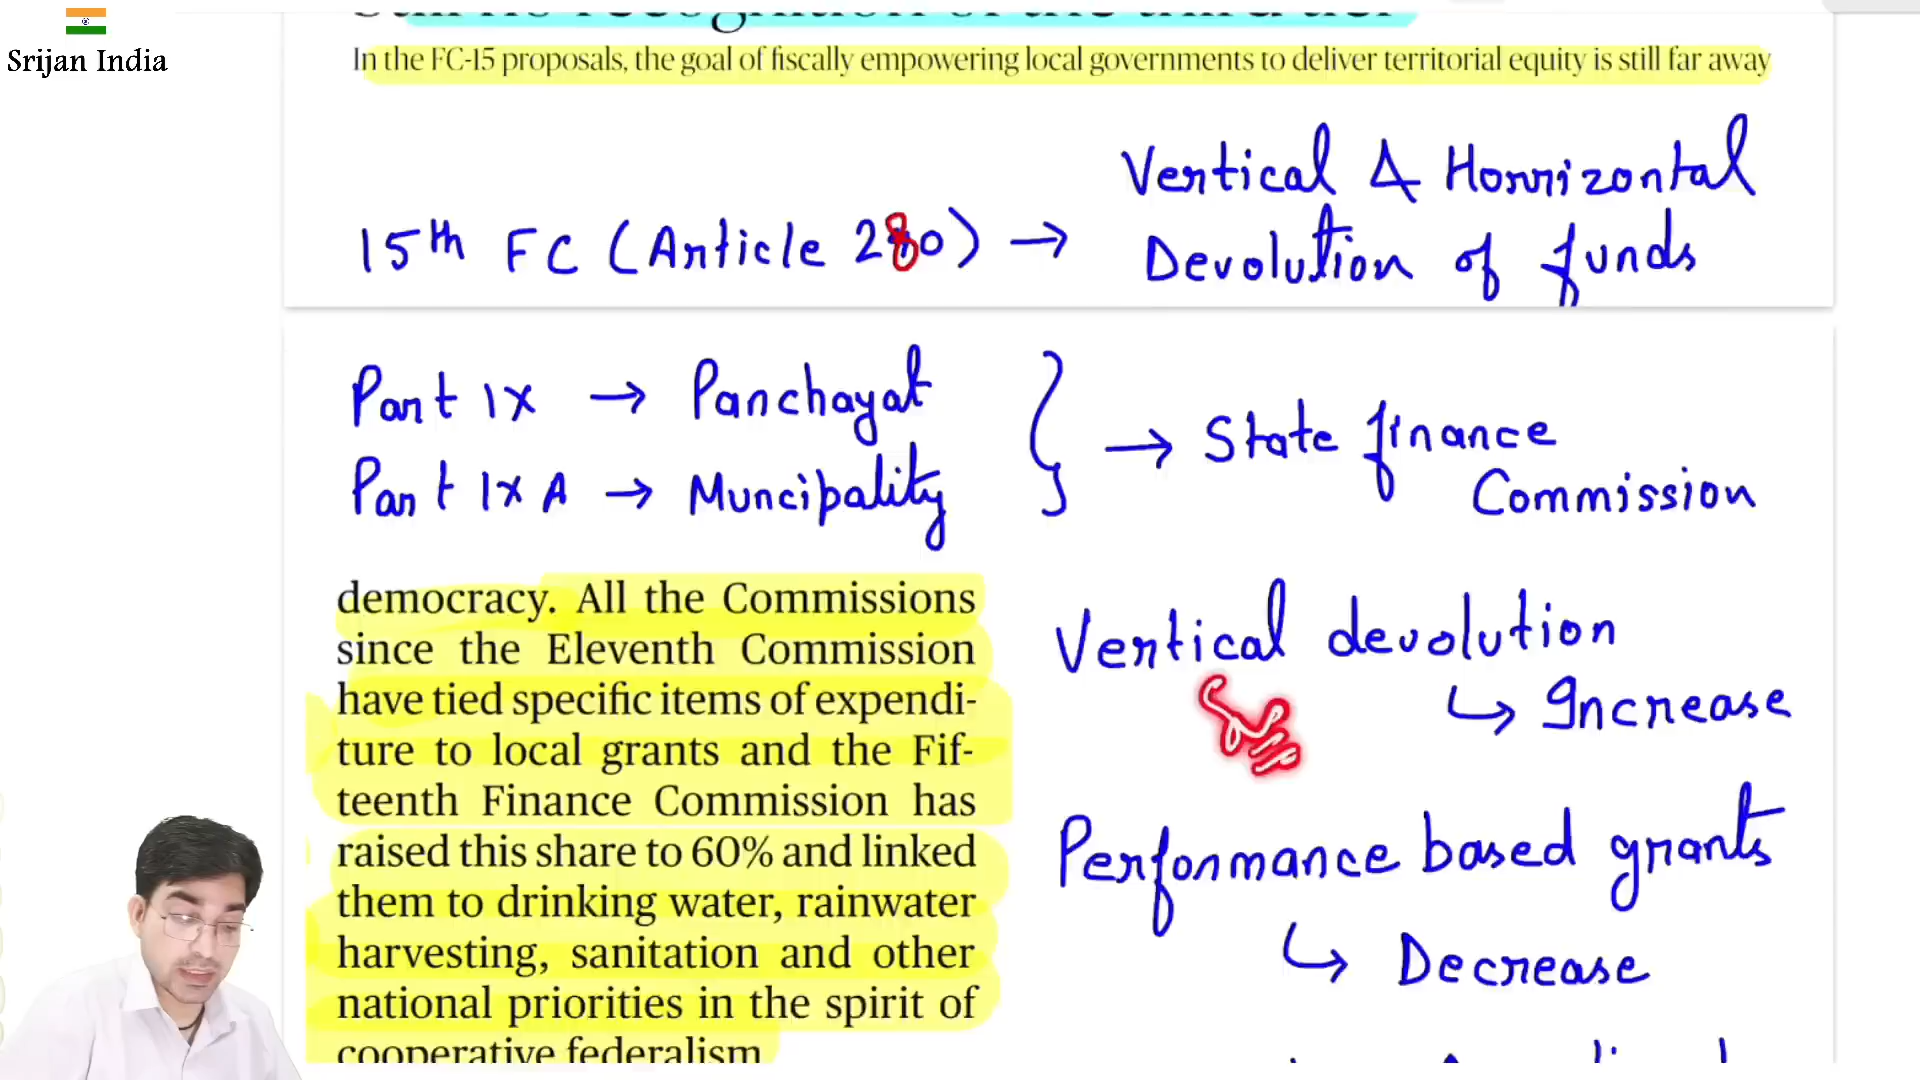 Srijan India
In the FC-15 proposals, the goal of fiscally empowering local governments to deliver territorial equity is still far away
15th FC (Article 280) → Vertical & Horrizontal
Devolution of funds
Part IX → Panchayat
Part IX A → Muncipality
} → State finance
Commission
democracy. All the Commissions
since the Eleventh Commission
have tied specific items of expendi-
ture to local grants and the Fif-
teenth Finance Commission has
raised this share to 60% and linked
them to drinking water, rainwater
harvesting, sanitation and other
national priorities in the spirit of
cooperative federalism
Vertical devolution
↳ Increase
Performance based grants
↳ Decrease